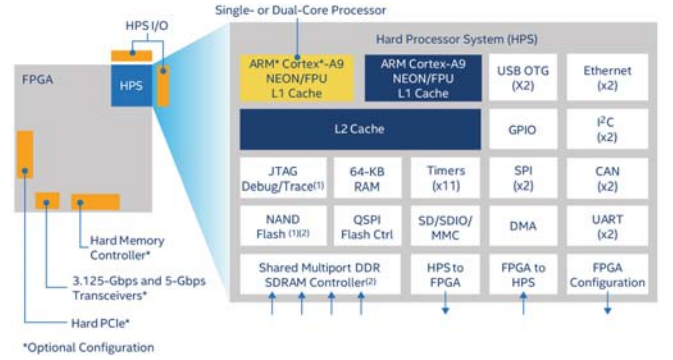 Single- or Dual-Core Processor
HPS I/O
FPGA
HPS
Hard Memory
Controller*
3.125-Gbps and 5-Gbps
Transceivers*
Hard PCIe*
*Optional Configuration
Hard Processor System (HPS)
ARM* Cortex*-A9
NEON/FPU
L1 Cache
ARM Cortex-A9
NEON/FPU
L1 Cache
USB OTG
(X2)
Ethernet
(x2)
L2 Cache
GPIO
I²C
(x2)
JTAG
Debug/Trace(1)
64-KB
RAM
Timers
(x11)
SPI
(x2)
CAN
(x2)
NAND
Flash (1)(2)
QSPI
Flash Ctrl
SD/SDIO/
MMC
DMA
UART
(x2)
Shared Multiport DDR
SDRAM Controller(2)
HPS to
FPGA
FPGA to
HPS
FPGA
Configuration